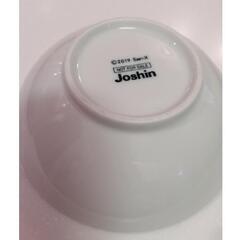 ©2019 San-X
NOT FOR SALE
Joshin